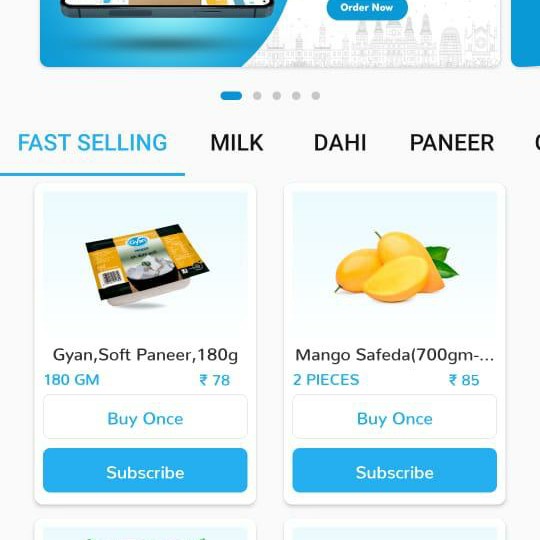 Order Now
FAST SELLING MILK DAHI PANEER
Gyan
Gyan,Soft Paneer,180g
180 GM ₹ 78
Buy Once
Subscribe
Mango Safeda(700gm-...
2 PIECES ₹ 85
Buy Once
Subscribe